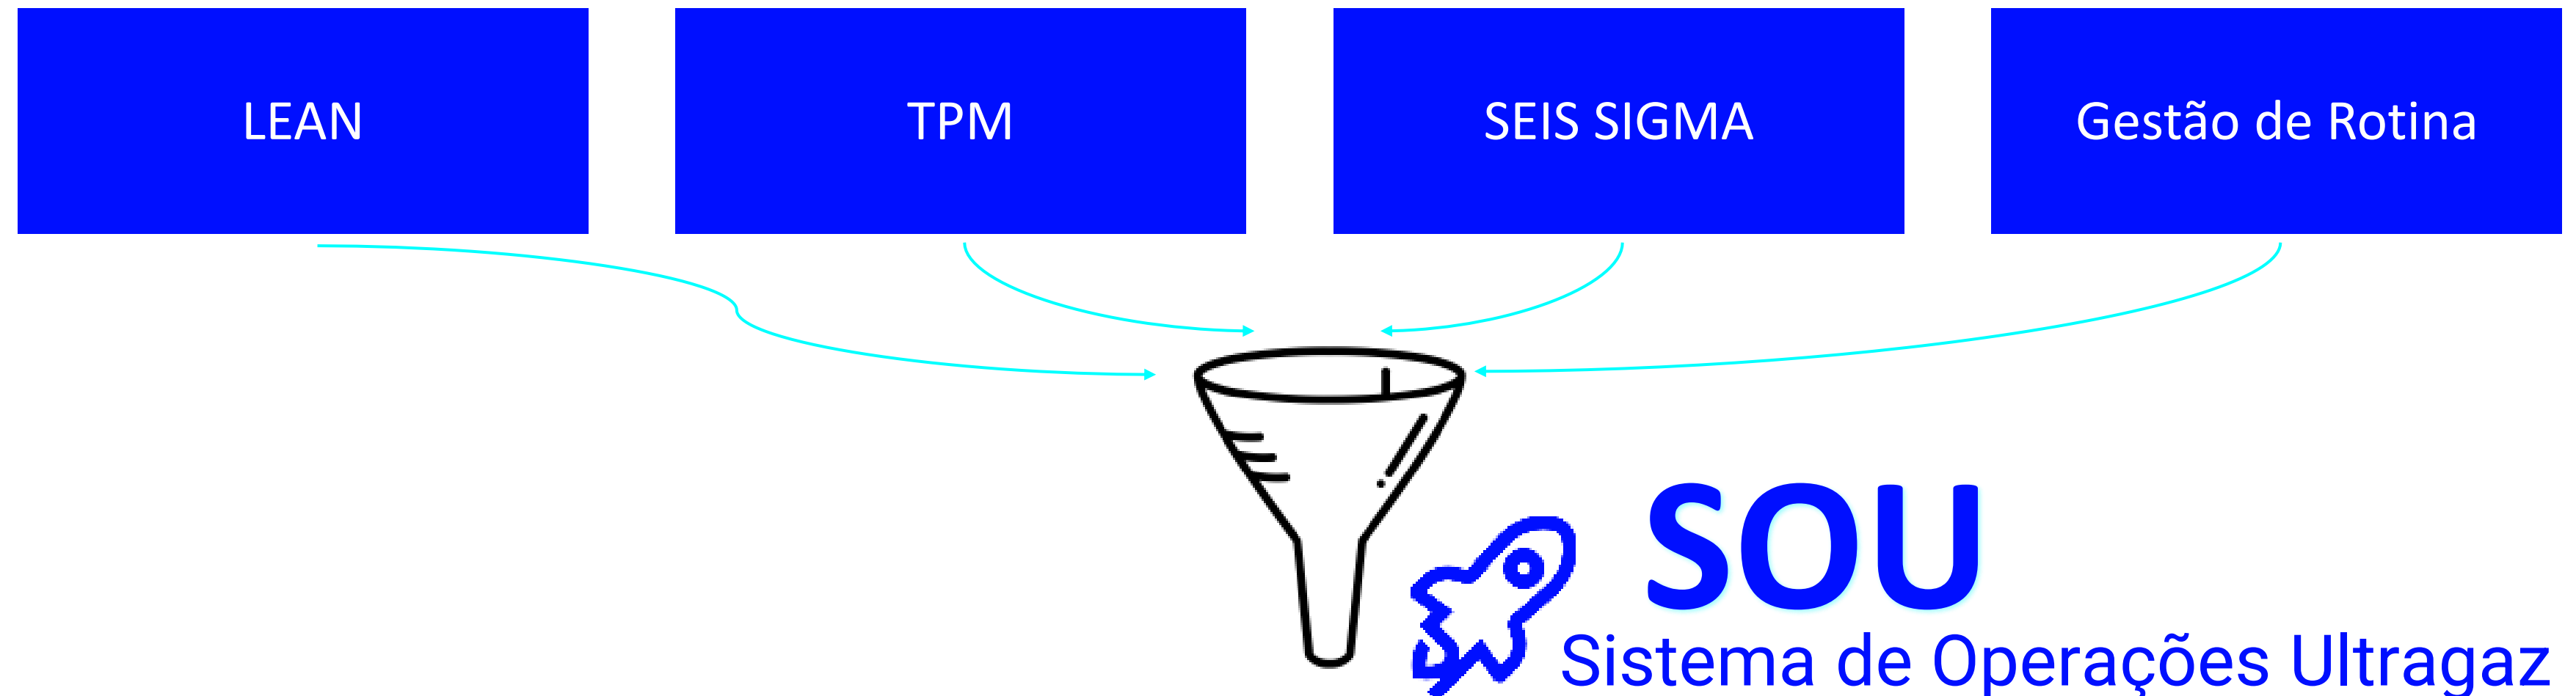 LEAN
TPM
SEIS SIGMA
Gestão de Rotina
SOU
Sistema de Operações Ultragaz